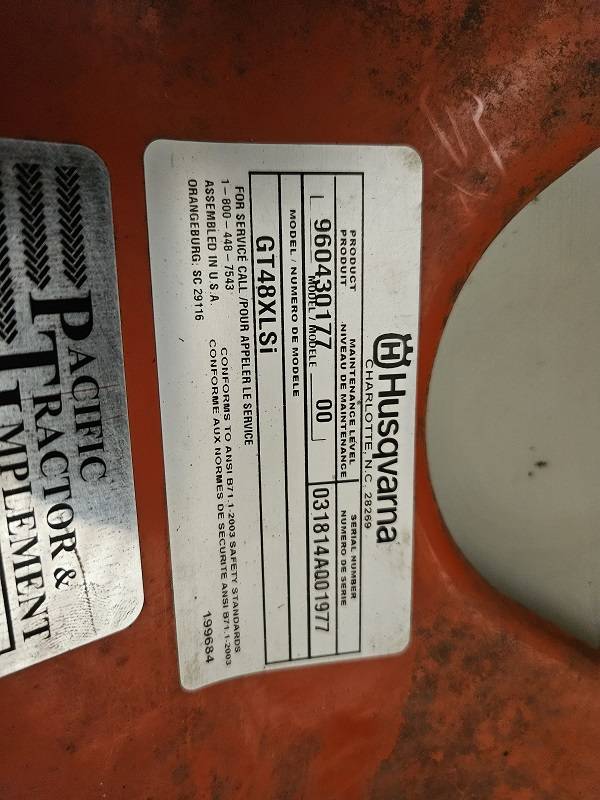 Husqvarna
CHARLOTTE, N.C. 28269
PRODUCT
PRODUIT
MAINTENANCE LEVEL
NIVEAU DE MAINTENANCE
SERIAL NUMBER
NUMERO DE SERIE
960430177 00 031814A001977
MODEL / MODELE
MODEL / NUMERO DE MODELE
GT48XLSi
FOR SERVICE CALL /POUR APPELER LE SERVICE
1-800-448-7543
ASSEMBLED IN U.S.A.
ORANGEBURG, SC 29116
CONFORMS TO ANSI B71.1-2003 SAFETY STANDARDS
CONFORME AUX NORMES DE SÉCURITÉ ANSI B71.1-2003
199684
PACIFIC
TRACTOR &
IMPLEMENT